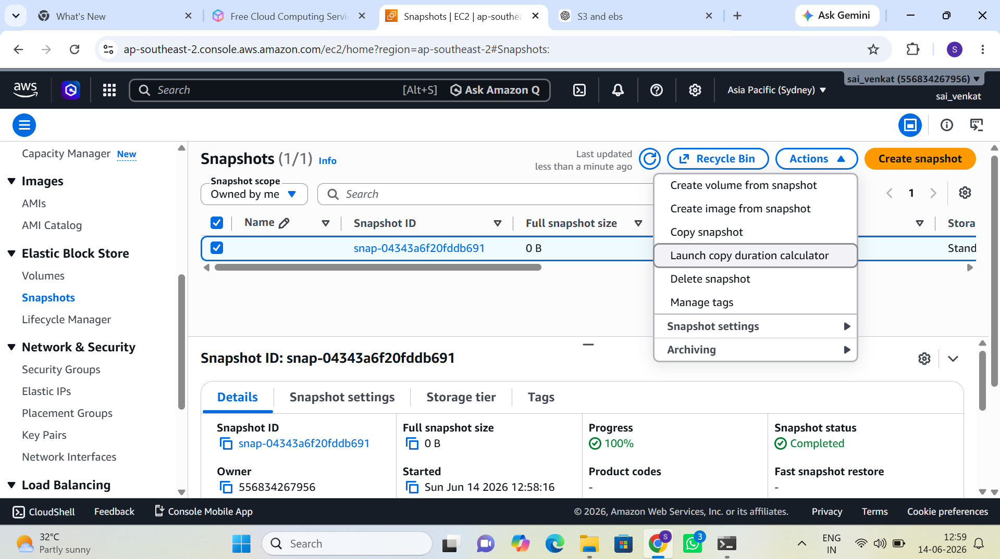 What's New
Free Cloud Computing Servi
Snapshots | EC2 | ap-southea
S3 and ebs
Ask Gemini
ap-southeast-2.console.aws.amazon.com/ec2/home?region=ap-southeast-2#Snapshots:
S
aws
Search
[Alt+S]
Ask Amazon Q
Asia Pacific (Sydney)
sai_venkat (556834267956)
sai_venkat
Capacity Manager New
Images
AMIs
AMI Catalog
Elastic Block Store
Volumes
Snapshots
Lifecycle Manager
Network & Security
Security Groups
Elastic IPs
Placement Groups
Key Pairs
Network Interfaces
Load Balancing
Snapshots (1/1) Info
Last updated
less than a minute ago
Recycle Bin
Actions
Create snapshot
Snapshot scope
Owned by me
Search
1
Name
Snapshot ID
Full snapshot size
Stora
snap-04343a6f20fddb691
0 B
Stand
Create volume from snapshot
Create image from snapshot
Copy snapshot
Launch copy duration calculator
Delete snapshot
Manage tags
Snapshot settings
Archiving
Snapshot ID: snap-04343a6f20fddb691
Details
Snapshot settings
Storage tier
Tags
Snapshot ID
snap-04343a6f20fddb691
Full snapshot size
0 B
Progress
100%
Snapshot status
Completed
Owner
556834267956
Started
Sun Jun 14 2026 12:58:16
Product codes
-
Fast snapshot restore
-
CloudShell
Feedback
Console Mobile App
© 2026, Amazon Web Services, Inc. or its affiliates.
Privacy
Terms
Cookie preferences
32°C
Partly sunny
Search
S
3
ENG
IN
12:59
14-06-2026